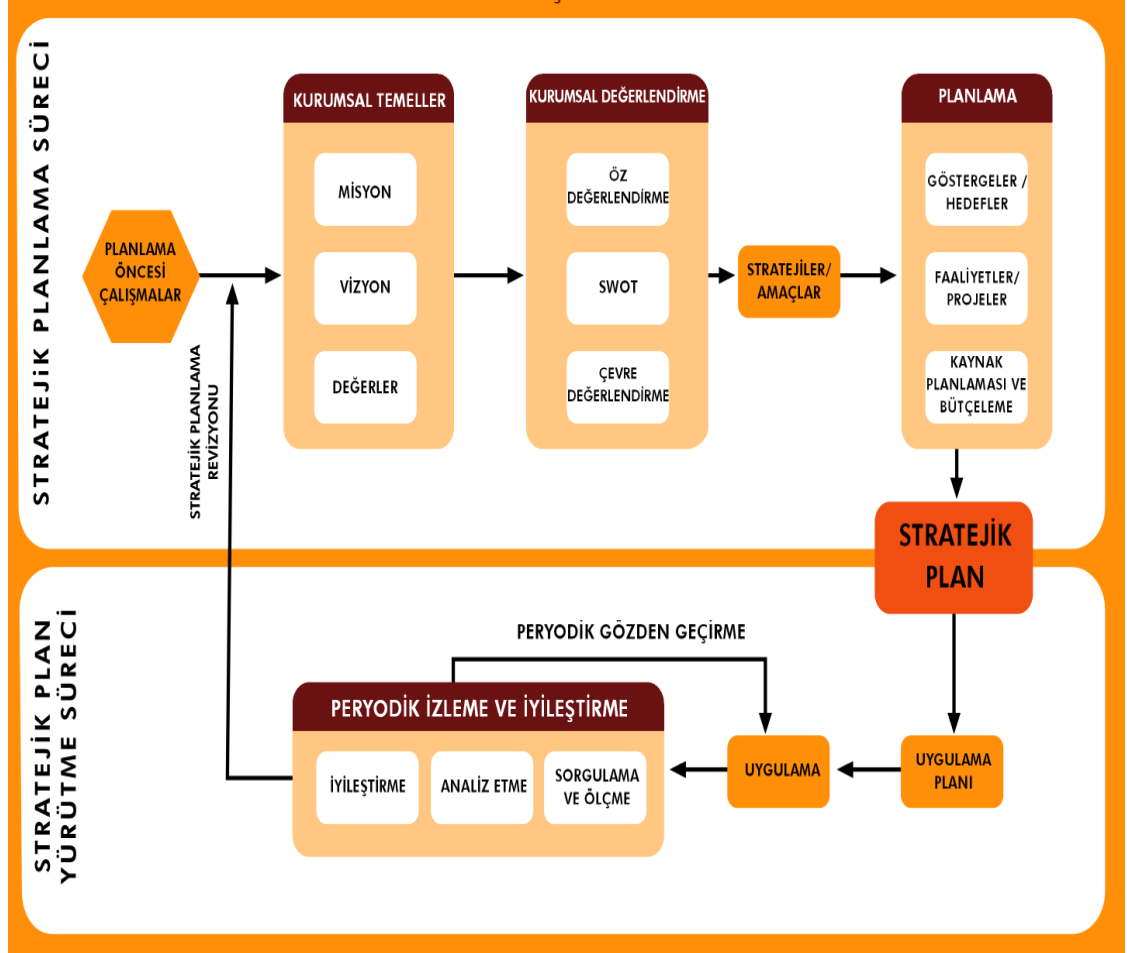 STRATEJİK PLANLAMA SÜRECİ
KURUMSAL TEMELLER
MİSYON
VİZYON
DEĞERLER
KURUMSAL DEĞERLENDİRME
ÖZ
DEĞERLENDİRME
SWOT
ÇEVRE
DEĞERLENDİRME
PLANLAMA
GÖSTERGELER /
HEDEFLER
FAALİYETLER/
PROJELER
KAYNAK
PLANLAMASI VE
BÜTÇELEME
PLANLAMA
ÖNCESİ
ÇALIŞMALAR
STRATEJİLER/
AMAÇLAR
STRATEJİK PLANLAMA
REVİZYONU
STRATEJİK
PLAN
STRATEJİK PLAN
YÜRÜTME SÜRECİ
PERYODİK GÖZDEN GEÇİRME
PERYODİK İZLEME VE İYİLEŞTİRME
İYİLEŞTİRME
ANALİZ ETME
SORGULAMA
VE ÖLÇME
UYGULAMA
UYGULAMA
PLANI